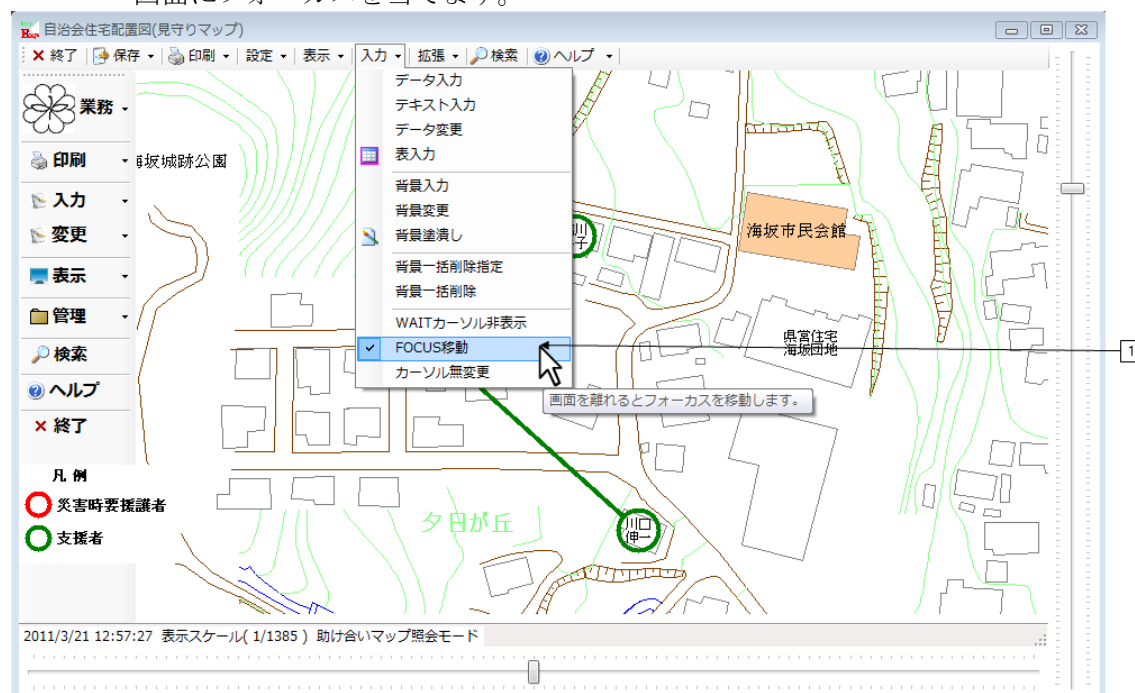 画面にフォーカスを当てます。
自治会住宅配置図(見守りマップ)
終了 保存 印刷 設定 表示 入力 拡張 検索 ヘルプ
業務
印刷
入力
変更
表示
管理
検索
ヘルプ
終了
凡 例
災害時要援護者
支援者
データ入力
テキスト入力
データ変更
表入力
背景入力
背景変更
背景塗潰し
背景一括削除指定
背景一括削除
WAITカーソル非表示
FOCUS移動
カーソル無変更
画面を離れるとフォーカスを移動します。
海坂市民会館
県営住宅
海坂団地
1
夕日が丘
川口
伸一
2011/3/21 12:57:27 表示スケール( 1/1385 ) 助け合いマップ照会モード